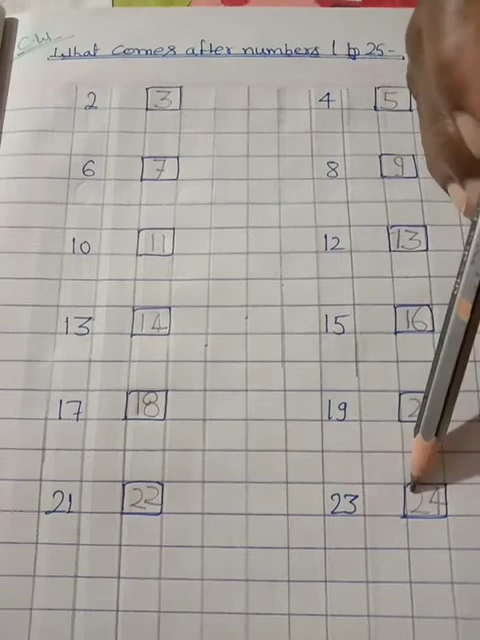 C.W.
What comes after numbers 1 to 25-
2 3 4 5
6 7 8 9
10 11 12 13
13 14 15 16
17 18 19 2
21 22 23 24